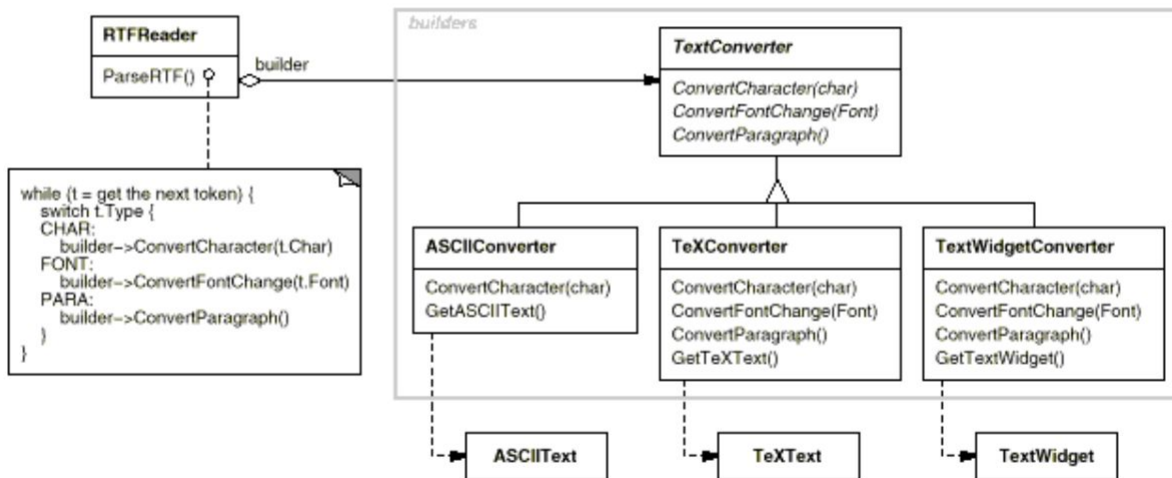 builders
RTFReader
ParseRTF()
builder
TextConverter
ConvertCharacter(char)
ConvertFontChange(Font)
ConvertParagraph()
while (t = get the next token) {
switch t.Type {
CHAR:
builder->ConvertCharacter(t.Char)
FONT:
builder->ConvertFontChange(t.Font)
PARA:
builder->ConvertParagraph()
}
}
ASCIIConverter
ConvertCharacter(char)
GetASCIIText()
TeXConverter
ConvertCharacter(char)
ConvertFontChange(Font)
ConvertParagraph()
GetTeXText()
TextWidgetConverter
ConvertCharacter(char)
ConvertFontChange(Font)
ConvertParagraph()
GetTextWidget()
ASCIIText
TeXText
TextWidget